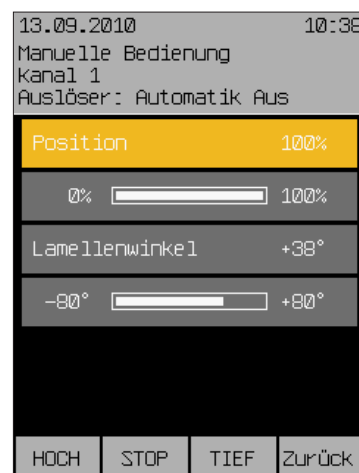 13.09.2010 10:38
Manuelle Bedienung
Kanal 1
Auslöser: Automatik Aus
Position 100%
0% 100%
Lamellenwinkel +38°
-80° +80°
HOCH STOP TIEF Zurück